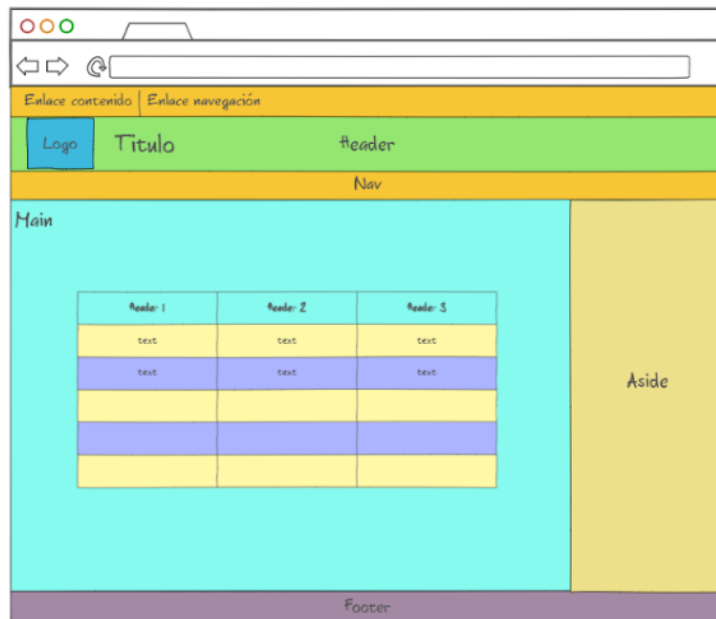 Enlace contenido Enlace navegación
Logo Titulo Header
Nav
Main
Header 1 Header 2 Header 3
text text text
text text text
Aside
Footer